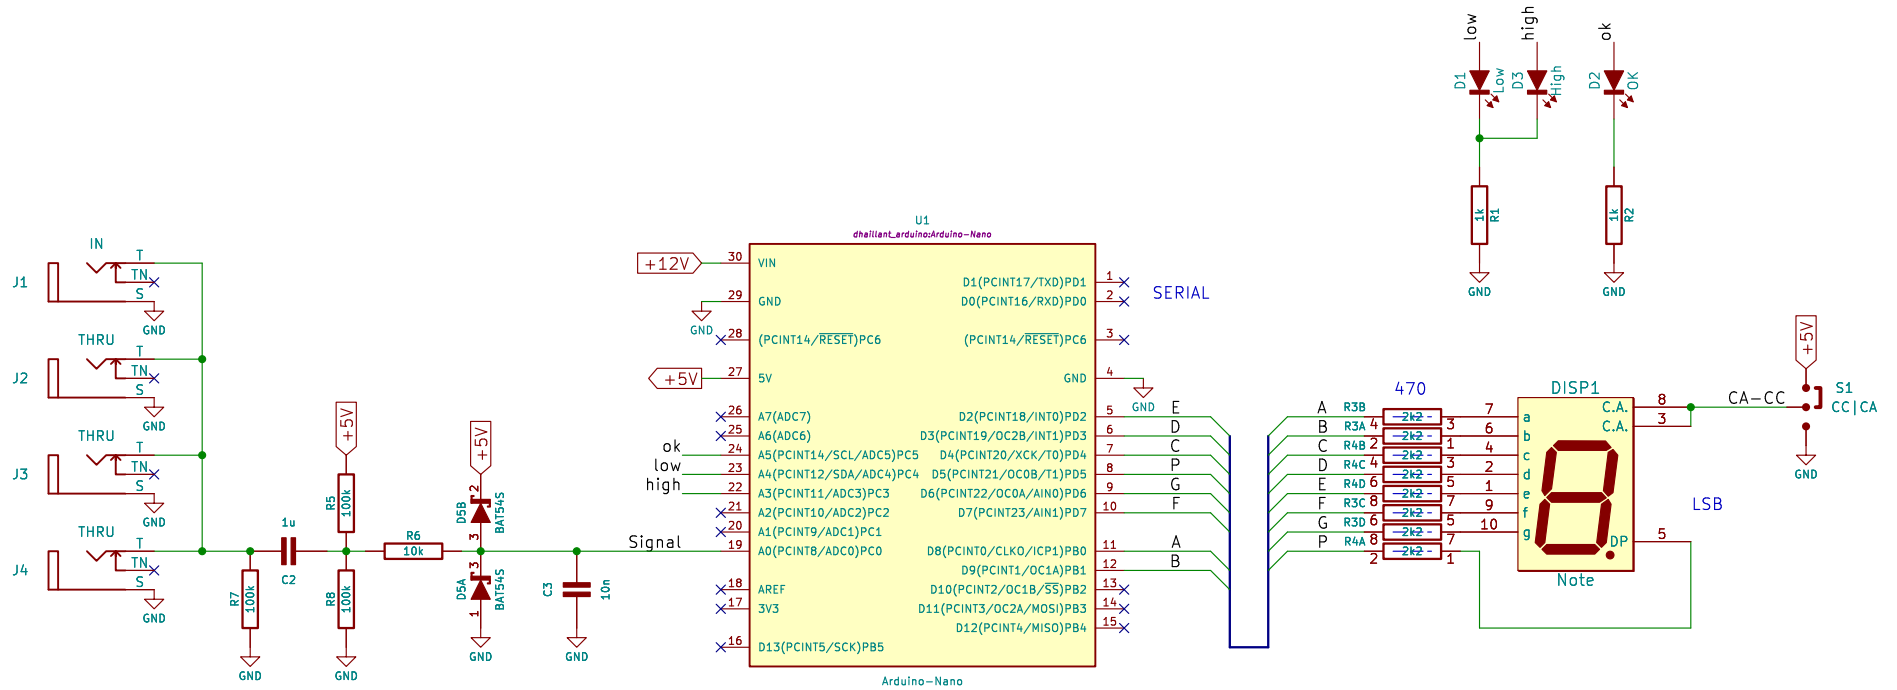 low
high
ok
D1
Low
D3
High
D2
OK
1k
R1
1k
R2
GND
GND
IN
J1
T
TN
S
GND
THRU
J2
T
TN
S
GND
THRU
J3
T
TN
S
GND
THRU
J4
T
TN
S
GND
R7
100k
GND
1u
C2
+5V
R5
100k
R8
100k
GND
R6
10k
+5V
D5B
2
3
BAT54S
D5A
3
1
BAT54S
GND
C3
10n
GND
Signal
ok
low
high
U1
dhaillant_arduino:Arduino-Nano
+12V
30 VIN
29 GND
GND
28 (PCINT14/RESET)PC6
+5V
27 5V
26 A7(ADC7)
25 A6(ADC6)
24 A5(PCINT14/SCL/ADC5)PC5
23 A4(PCINT12/SDA/ADC4)PC4
22 A3(PCINT11/ADC3)PC3
21 A2(PCINT10/ADC2)PC2
20 A1(PCINT9/ADC1)PC1
19 A0(PCINT8/ADC0)PC0
18 AREF
17 3V3
16 D13(PCINT5/SCK)PB5
D1(PCINT17/TXD)PD1 1
D0(PCINT16/RXD)PD0 2
SERIAL
(PCINT14/RESET)PC6 3
GND 4
GND
D2(PCINT18/INT0)PD2 5 E
D3(PCINT19/OC2B/INT1)PD3 6 D
D4(PCINT20/XCK/T0)PD4 7 C
D5(PCINT21/OC0B/T1)PD5 8 P
D6(PCINT22/OC0A/AIN0)PD6 9 G
D7(PCINT23/AIN1)PD7 10 F
D8(PCINT0/CLKO/ICP1)PB0 11 A
D9(PCINT1/OC1A)PB1 12 B
D10(PCINT2/OC1B/SS)PB2 13
D11(PCINT3/OC2A/MOSI)PB3 14
D12(PCINT4/MISO)PB4 15
Arduino-Nano
470
A R3B 4 2k2 3 7 a
B R3A 2 2k2 1 6 b
C R4B 4 2k2 3 4 c
D R4C 6 2k2 5 2 d
E R4D 8 2k2 7 1 e
F R3C 6 2k2 5 9 f
G R3D 8 2k2 7 10 g
P R4A 2 2k2 1
DISP1
C.A. 8
C.A. 3
DP 5
Note
LSB
CA-CC
+5V
S1
CC|CA
GND